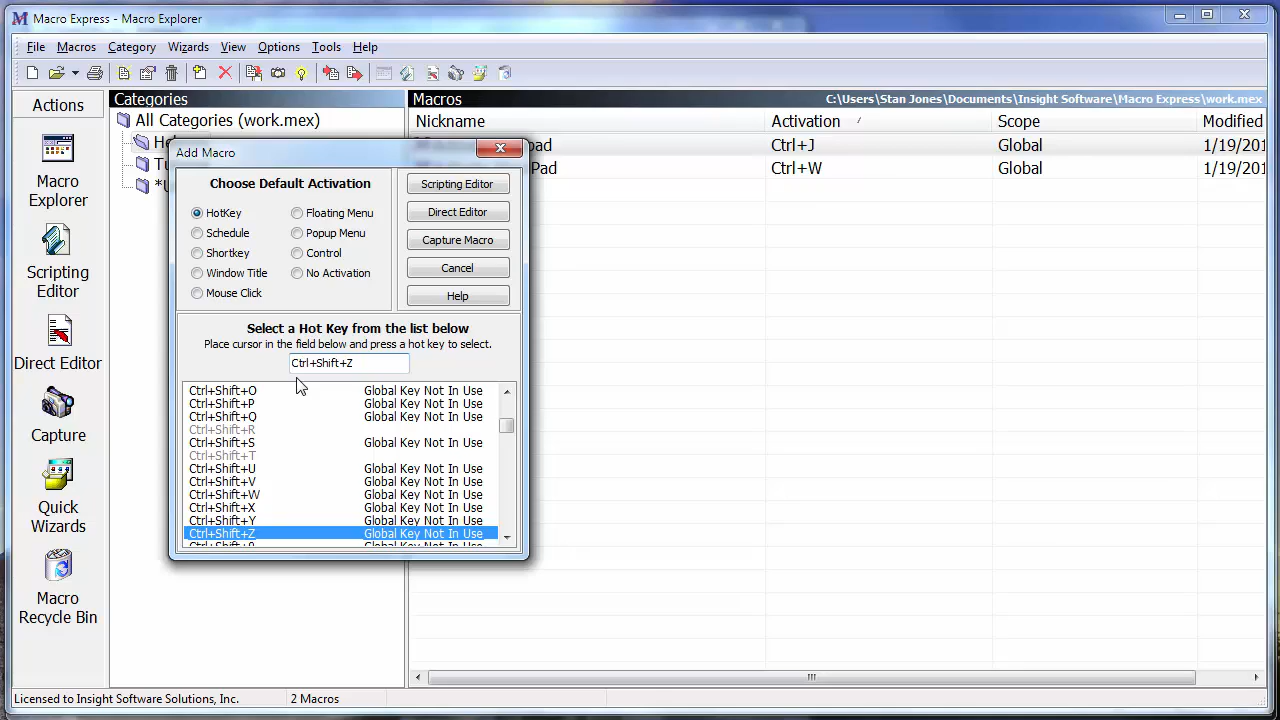 Macro Express - Macro Explorer
File Macros Category Wizards View Options Tools Help
Actions
Macro
Explorer
Scripting
Editor
Direct Editor
Capture
Quick
Wizards
Macro
Recycle Bin
Categories
All Categories (work.mex)
Macros C:\Users\Stan Jones\Documents\Insight Software\Macro Express\work.mex
Nickname Activation Scope Modified
Ctrl+J Global 1/19/201
Ctrl+W Global 1/19/201
Add Macro
Choose Default Activation
HotKey Floating Menu
Schedule Popup Menu
Shortkey Control
Window Title No Activation
Mouse Click
Scripting Editor
Direct Editor
Capture Macro
Cancel
Help
Select a Hot Key from the list below
Place cursor in the field below and press a hot key to select.
Ctrl+Shift+Z
Ctrl+Shift+O Global Key Not In Use
Ctrl+Shift+P Global Key Not In Use
Ctrl+Shift+Q Global Key Not In Use
Ctrl+Shift+R
Ctrl+Shift+S Global Key Not In Use
Ctrl+Shift+T
Ctrl+Shift+U Global Key Not In Use
Ctrl+Shift+V Global Key Not In Use
Ctrl+Shift+W Global Key Not In Use
Ctrl+Shift+X Global Key Not In Use
Ctrl+Shift+Y Global Key Not In Use
Ctrl+Shift+Z Global Key Not In Use
Licensed to Insight Software Solutions, Inc. 2 Macros